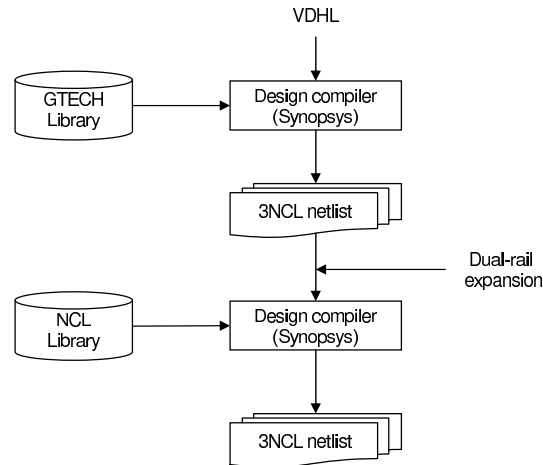 VDHL
GTECH
Library
Design compiler
(Synopsys)
3NCL netlist
Dual-rail
expansion
NCL
Library
Design compiler
(Synopsys)
3NCL netlist